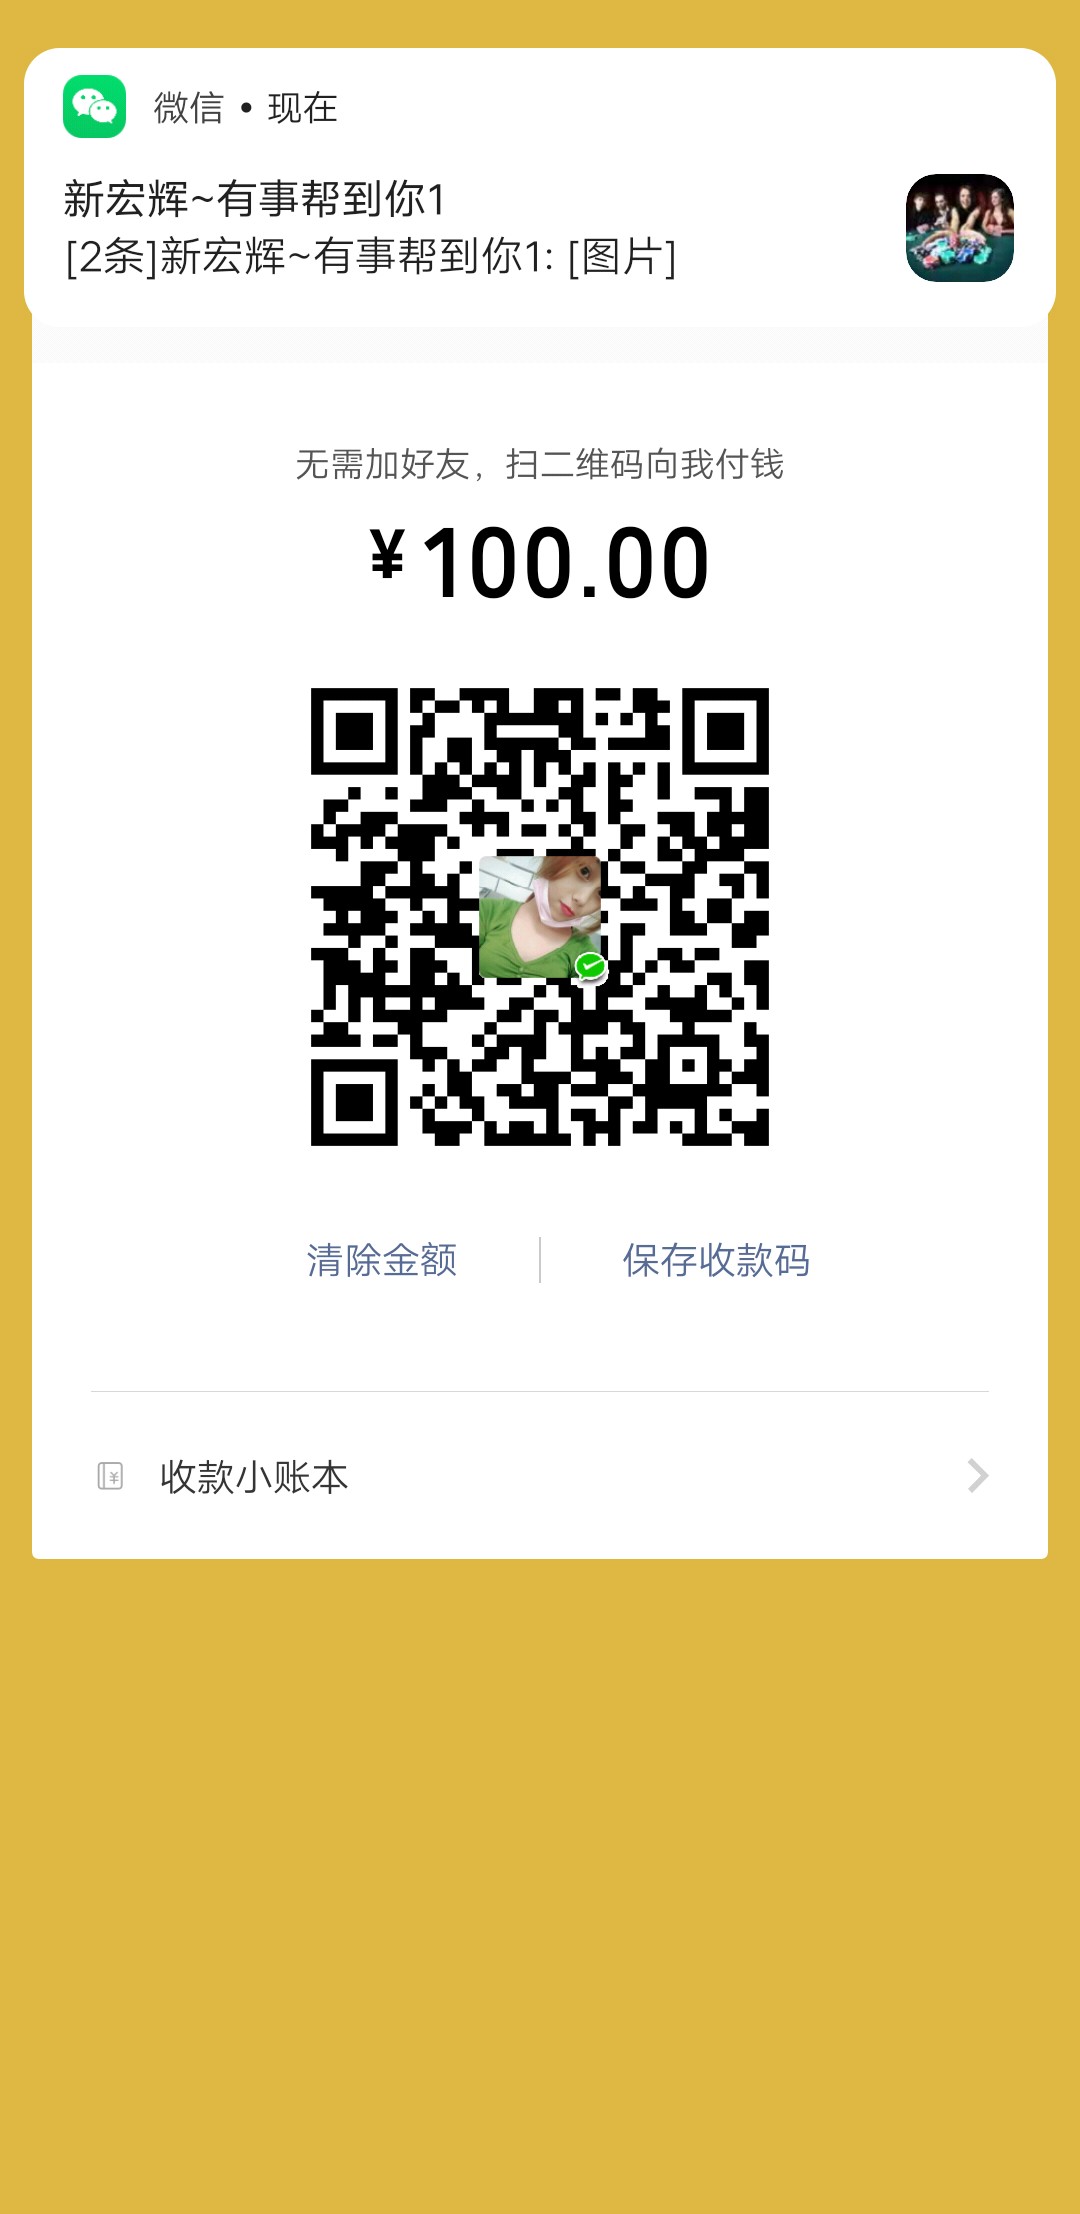 微信 • 现在
新宏辉~有事帮到你1
[2条]新宏辉~有事帮到你1: [图片]
无需加好友，扫二维码向我付钱
¥100.00
清除金额
保存收款码
收款小账本